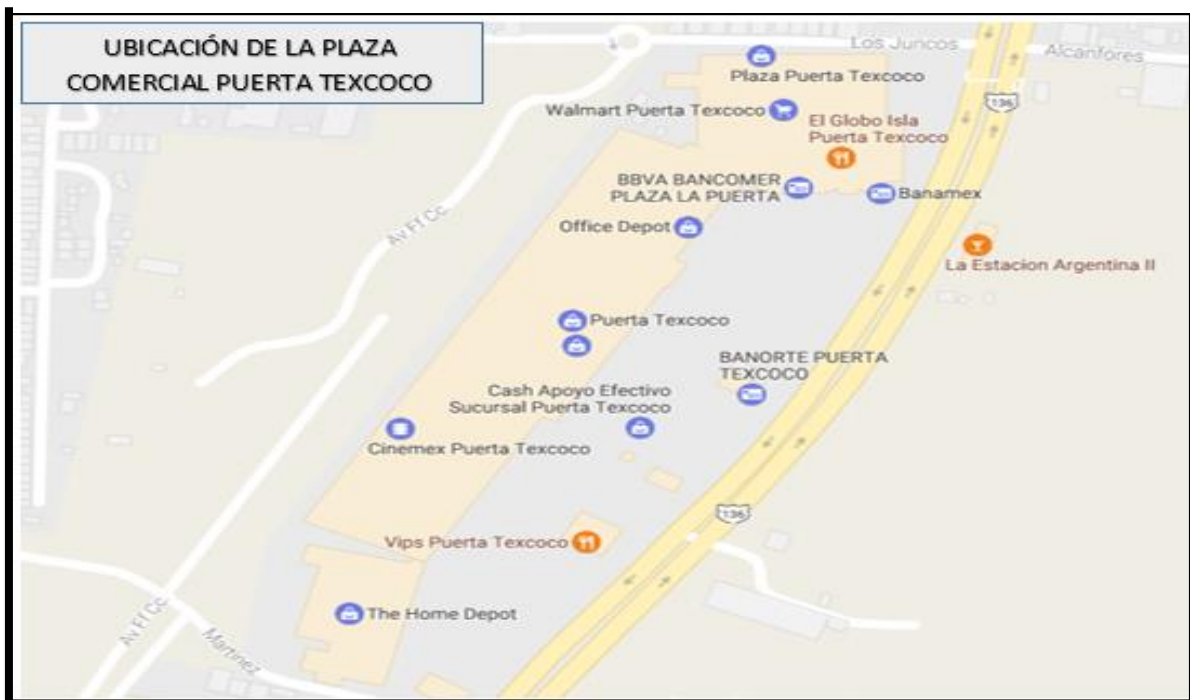 UBICACIÓN DE LA PLAZA
COMERCIAL PUERTA TEXCOCO
Los Juncos
Alcanfores
Plaza Puerta Texcoco
136
Walmart Puerta Texcoco
El Globo Isla
Puerta Texcoco
BBVA BANCOMER
PLAZA LA PUERTA
Banamex
Av Ff Cc
Office Depot
La Estacion Argentina II
Puerta Texcoco
BANORTE PUERTA
TEXCOCO
Cash Apoyo Efectivo
Sucursal Puerta Texcoco
Cinemex Puerta Texcoco
136
Vips Puerta Texcoco
The Home Depot
Av Ff Cc
Martinez